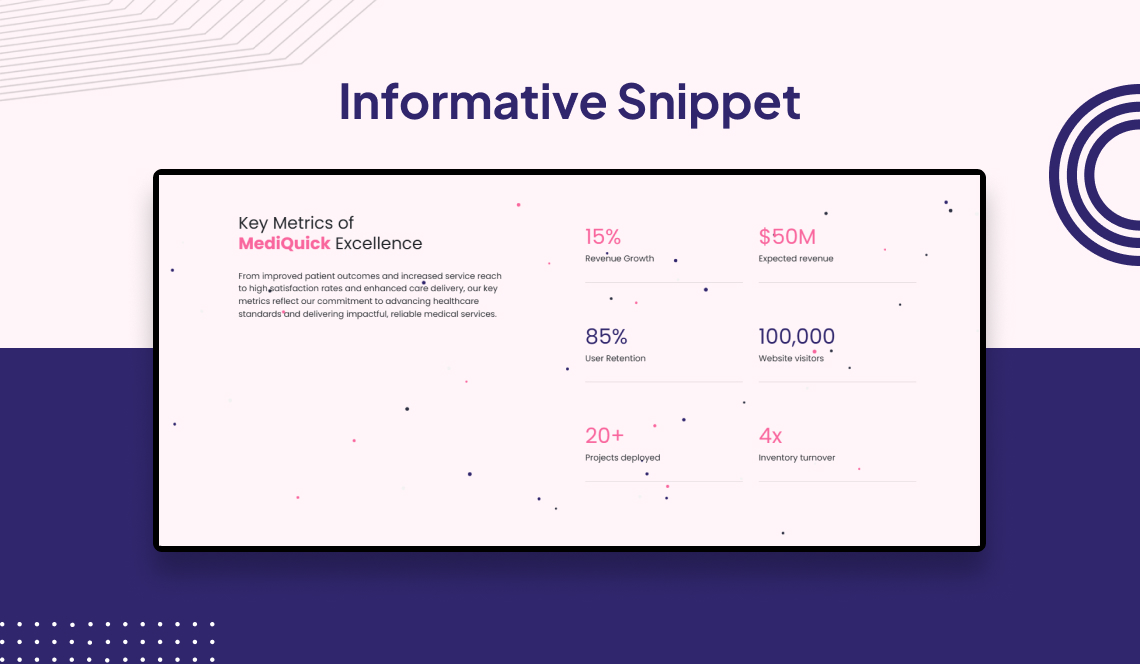 Informative Snippet
Key Metrics of
MediQuick Excellence
From improved patient outcomes and increased service reach
to high satisfaction rates and enhanced care delivery, our key
metrics reflect our commitment to advancing healthcare
standards and delivering impactful, reliable medical services.
15%
Revenue Growth
$50M
Expected revenue
85%
User Retention
100,000
Website visitors
20+
Projects deployed
4x
Inventory turnover